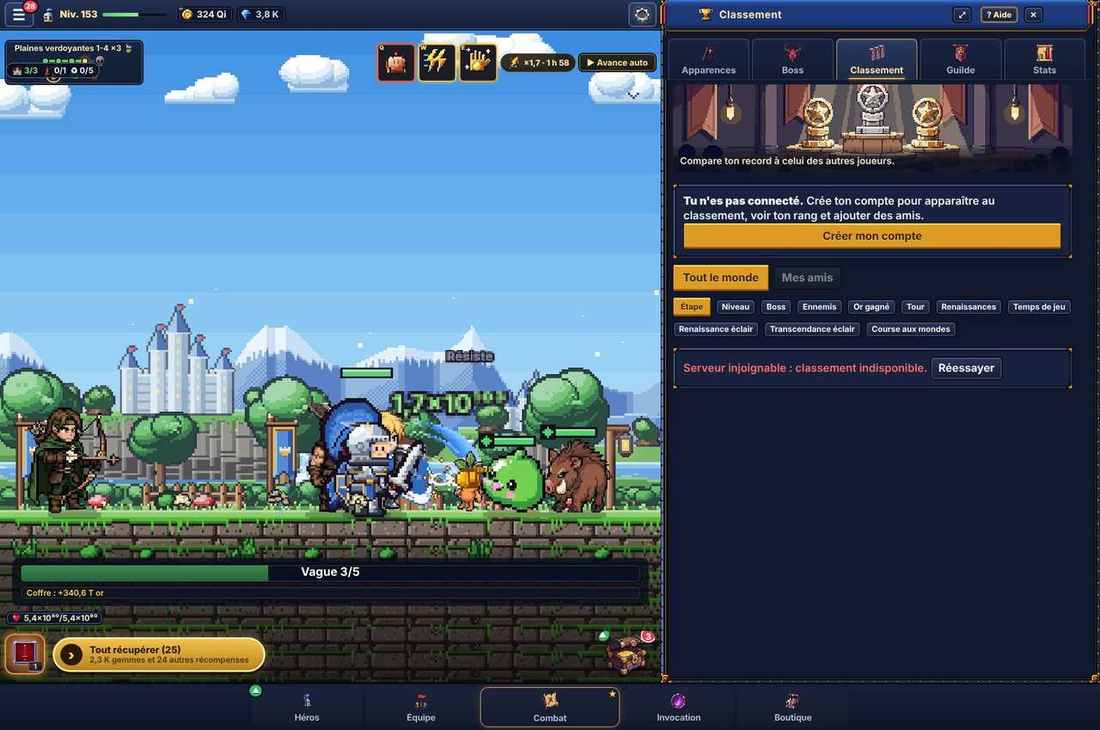 28
Niv. 153
324 Qi
3,8 K
Classement
? Aide
Plaines verdoyantes 1-4 ×3
3/3
0/1
0/5
Q
W
×1,7 · 1 h 58
Avance auto
Apparences
Boss
Classement
Guilde
Stats
Compare ton record à celui des autres joueurs.
Tu n'es pas connecté. Crée ton compte pour apparaître au
classement, voir ton rang et ajouter des amis.
Créer mon compte
Tout le monde
Mes amis
Étape
Niveau
Boss
Ennemis
Or gagné
Tour
Renaissances
Temps de jeu
Renaissance éclair
Transcendance éclair
Course aux mondes
Serveur injoignable : classement indisponible.
Réessayer
Résiste
Vague 3/5
Coffre : +340,6 T or
Tout récupérer (25)
2,3 K gemmes et 24 autres récompenses
1
3
Héros
Équipe
Combat
Invocation
Boutique